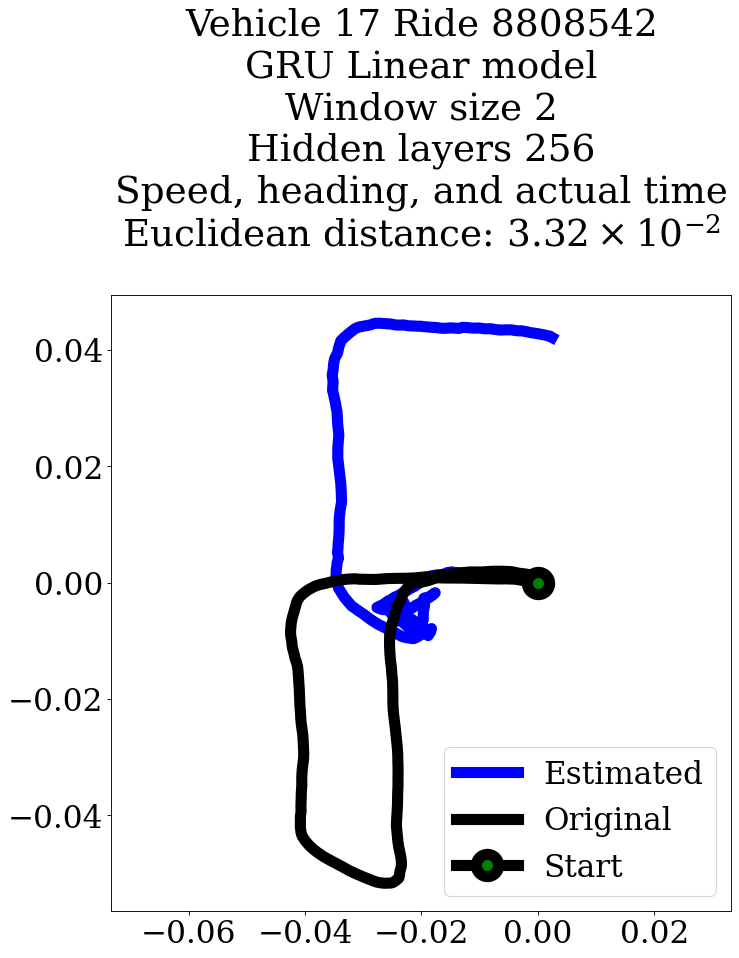 Vehicle 17 Ride 8808542
GRU Linear model
Window size 2
Hidden layers 256
Speed, heading, and actual time
Euclidean distance: 3.32 × 10⁻²
0.04
0.02
0.00
−0.02
−0.04
Estimated
Original
Start
−0.06 −0.04 −0.02 0.00 0.02